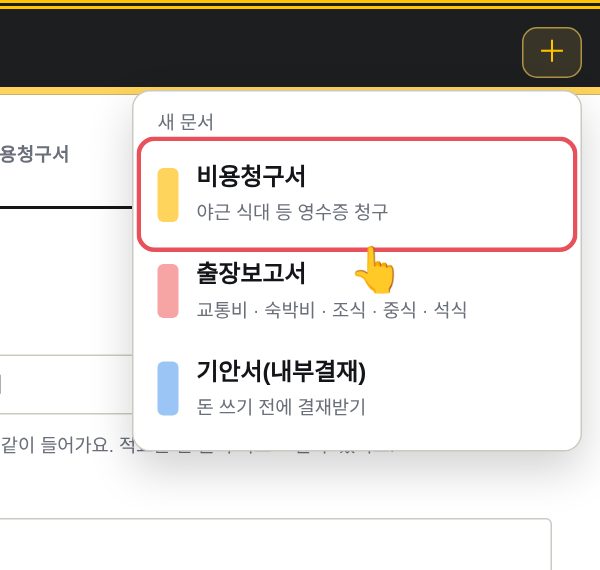 용청구서
새 문서
비용청구서
야근 식대 등 영수증 청구
출장보고서
교통비 · 숙박비 · 조식 · 중식 · 석식
기안서(내부결재)
돈 쓰기 전에 결재받기
같이 들어가요.